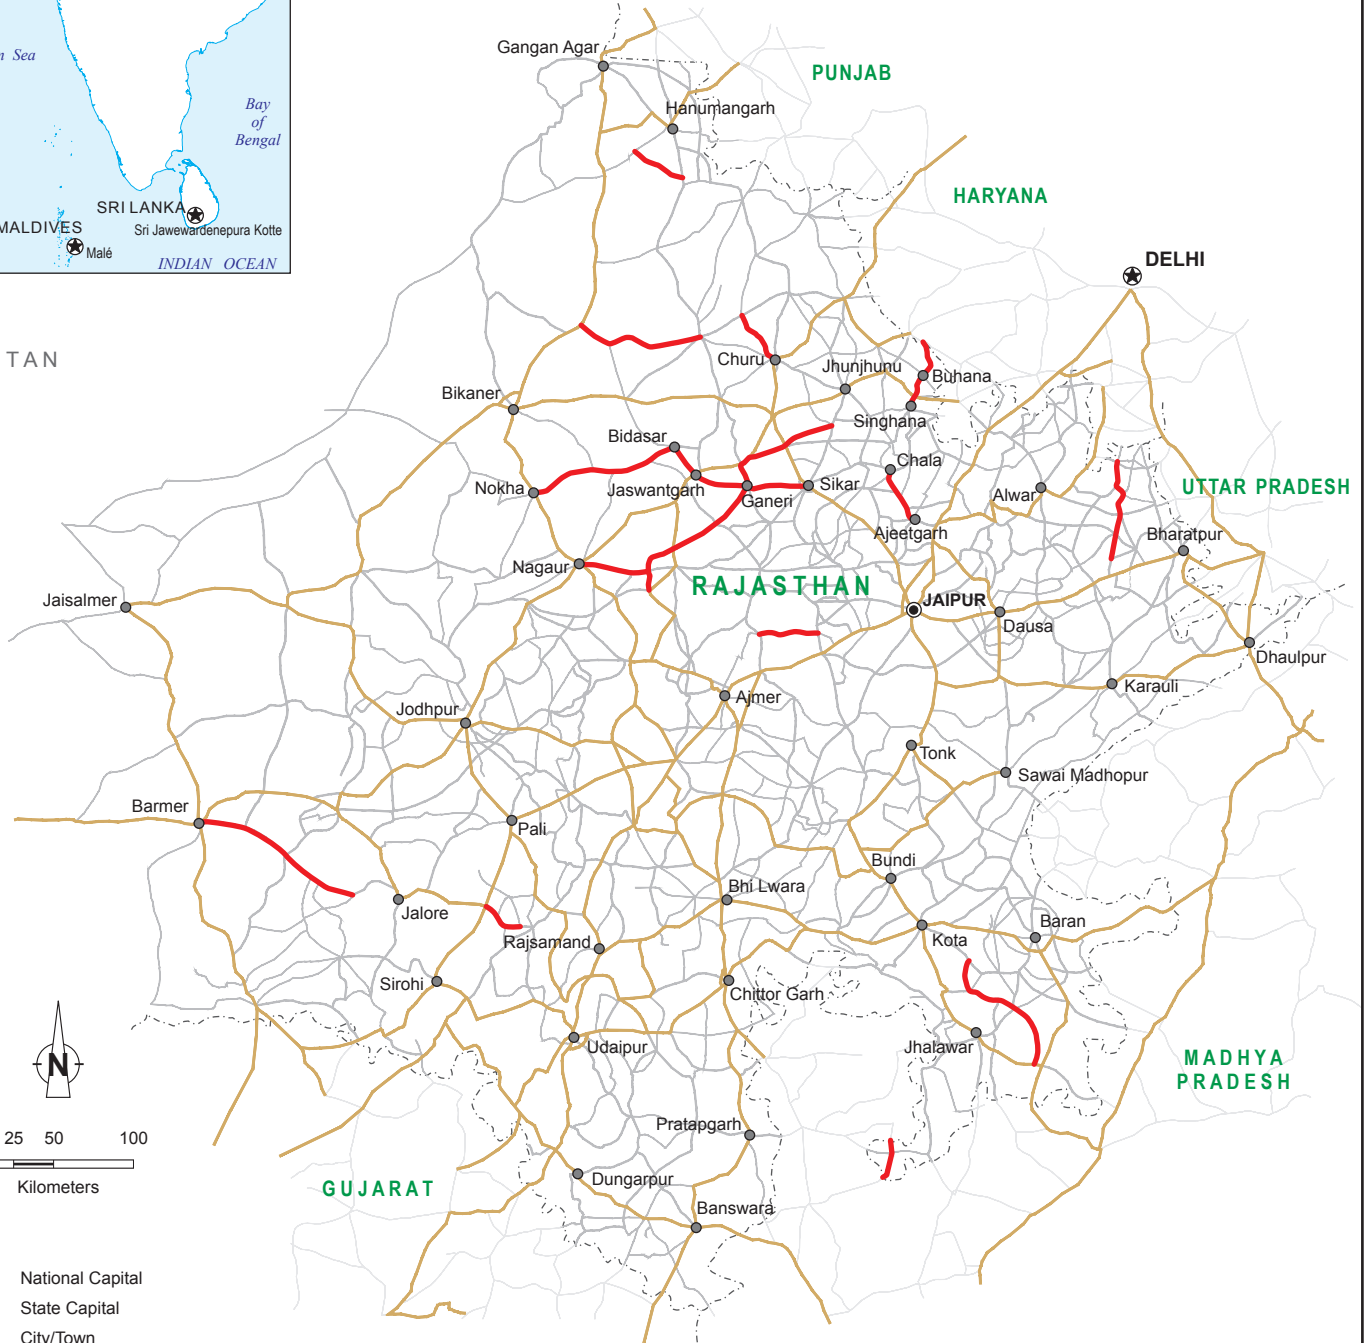 Gangan Agar
PUNJAB
Sea
Hanumangarh
Bay
of
Bengal
HARYANA
SRI LANKA
MALDIVES
Sri Jawewardenepura Kotte
Malé
INDIAN OCEAN
DELHI
TAN
Churu
Jhunjhunu
Buhana
Bikaner
Singhana
Bidasar
Chala
Nokha
Jaswantgarh
Ganeri
Sikar
Alwar
UTTAR PRADESH
Ajeetgarh
Bharatpur
Nagaur
RAJASTHAN
Jaisalmer
JAIPUR
Dausa
Dhaulpur
Ajmer
Karauli
Jodhpur
Tonk
Sawai Madhopur
Barmer
Pali
Bundi
Bhi Lwara
Jalore
Baran
Rajsamand
Kota
Sirohi
Chittor Garh
Udaipur
Jhalawar
MADHYA
PRADESH
N
Pratapgarh
25 50 100
Kilometers
GUJARAT
Dungarpur
Banswara
National Capital
State Capital
City/Town